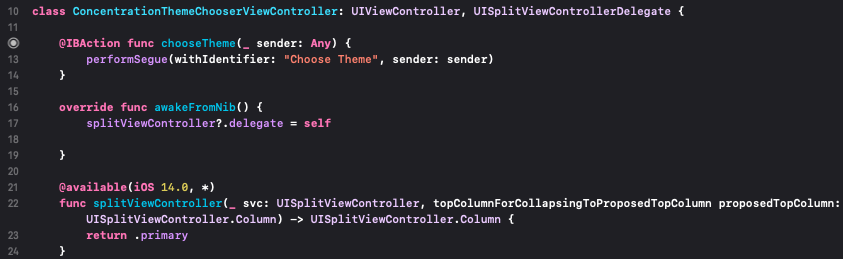 10 class ConcentrationThemeChooserViewController: UIViewController, UISplitViewControllerDelegate {
11
@IBAction func chooseTheme(_ sender: Any) {
13 performSegue(withIdentifier: "Choose Theme", sender: sender)
14 }
15
16 override func awakeFromNib() {
17 splitViewController?.delegate = self
18
19 }
20
21 @available(iOS 14.0, *)
22 func splitViewController(_ svc: UISplitViewController, topColumnForCollapsingToProposedTopColumn proposedTopColumn:
UISplitViewController.Column) -> UISplitViewController.Column {
23 return .primary
24 }